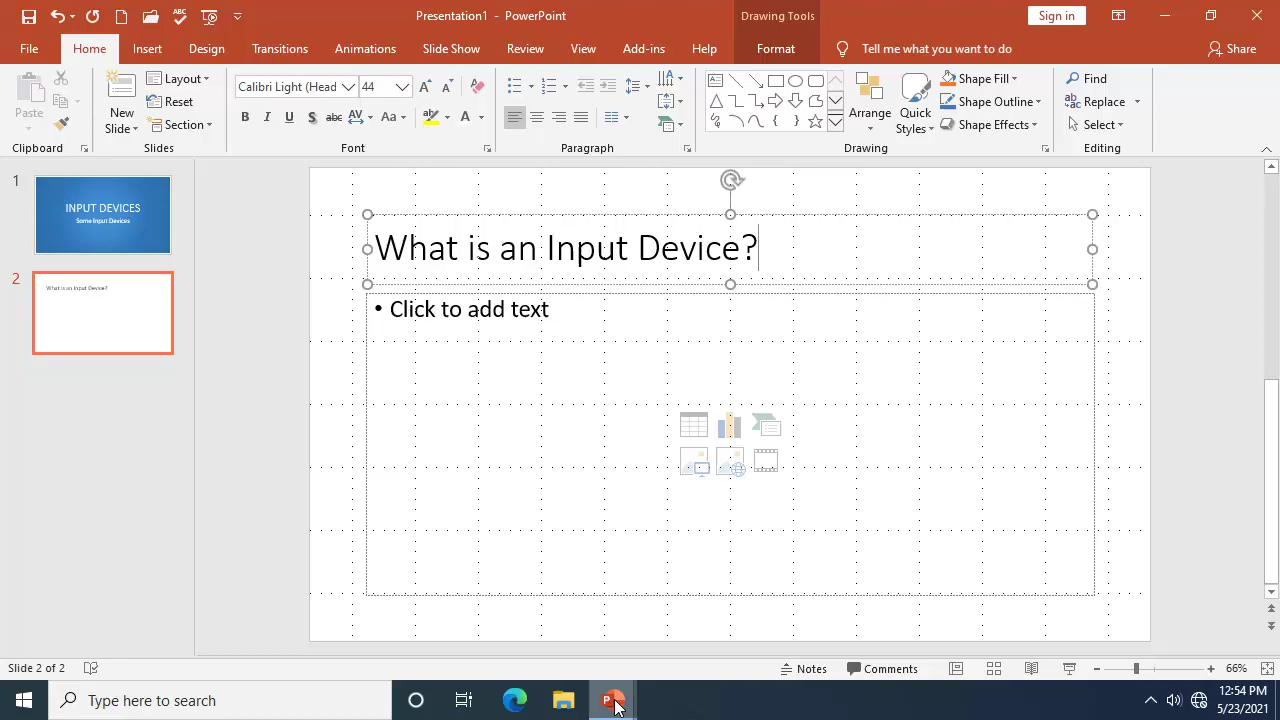 Presentation1 - PowerPoint
Drawing Tools
Sign in
File
Home
Insert
Design
Transitions
Animations
Slide Show
Review
View
Add-ins
Help
Format
Tell me what you want to do
Share
Paste
Clipboard
New
Slide
Layout
Reset
Section
Slides
Calibri Light (Head
44
B I U S abc AV Aa A
Font
Paragraph
Arrange
Quick
Styles
Shape Fill
Shape Outline
Shape Effects
Drawing
Find
Replace
Select
Editing
1
INPUT DEVICES
Some Input Devices
2
What is an Input Device?
What is an Input Device?
• Click to add text
Slide 2 of 2
Notes
Comments
66%
Type here to search
12:54 PM
5/23/2021